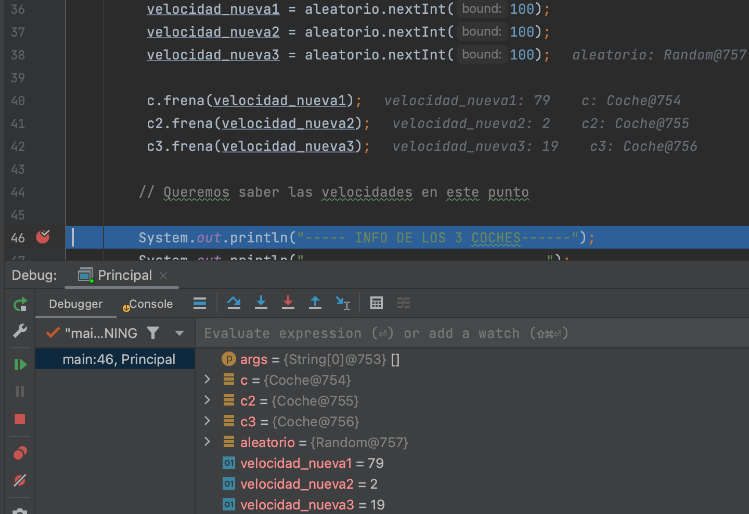 36 velocidad_nueva1 = aleatorio.nextInt( bound: 100);
37 velocidad_nueva2 = aleatorio.nextInt( bound: 100);
38 velocidad_nueva3 = aleatorio.nextInt( bound: 100); aleatorio: Random@757
39
40 c.frena(velocidad_nueva1); velocidad_nueva1: 79 c: Coche@754
41 c2.frena(velocidad_nueva2); velocidad_nueva2: 2 c2: Coche@755
42 c3.frena(velocidad_nueva3); velocidad_nueva3: 19 c3: Coche@756
43
44 // Queremos saber las velocidades en este punto
45
46 System.out.println("----- INFO DE LOS 3 COCHES------");
Debug: Principal ×
Debugger Console
"mai...NING Evaluate expression (⏎) or add a watch (⇧⌘⏎)
main:46, Principal
args = {String[0]@753} []
c = {Coche@754}
c2 = {Coche@755}
c3 = {Coche@756}
aleatorio = {Random@757}
velocidad_nueva1 = 79
velocidad_nueva2 = 2
velocidad_nueva3 = 19